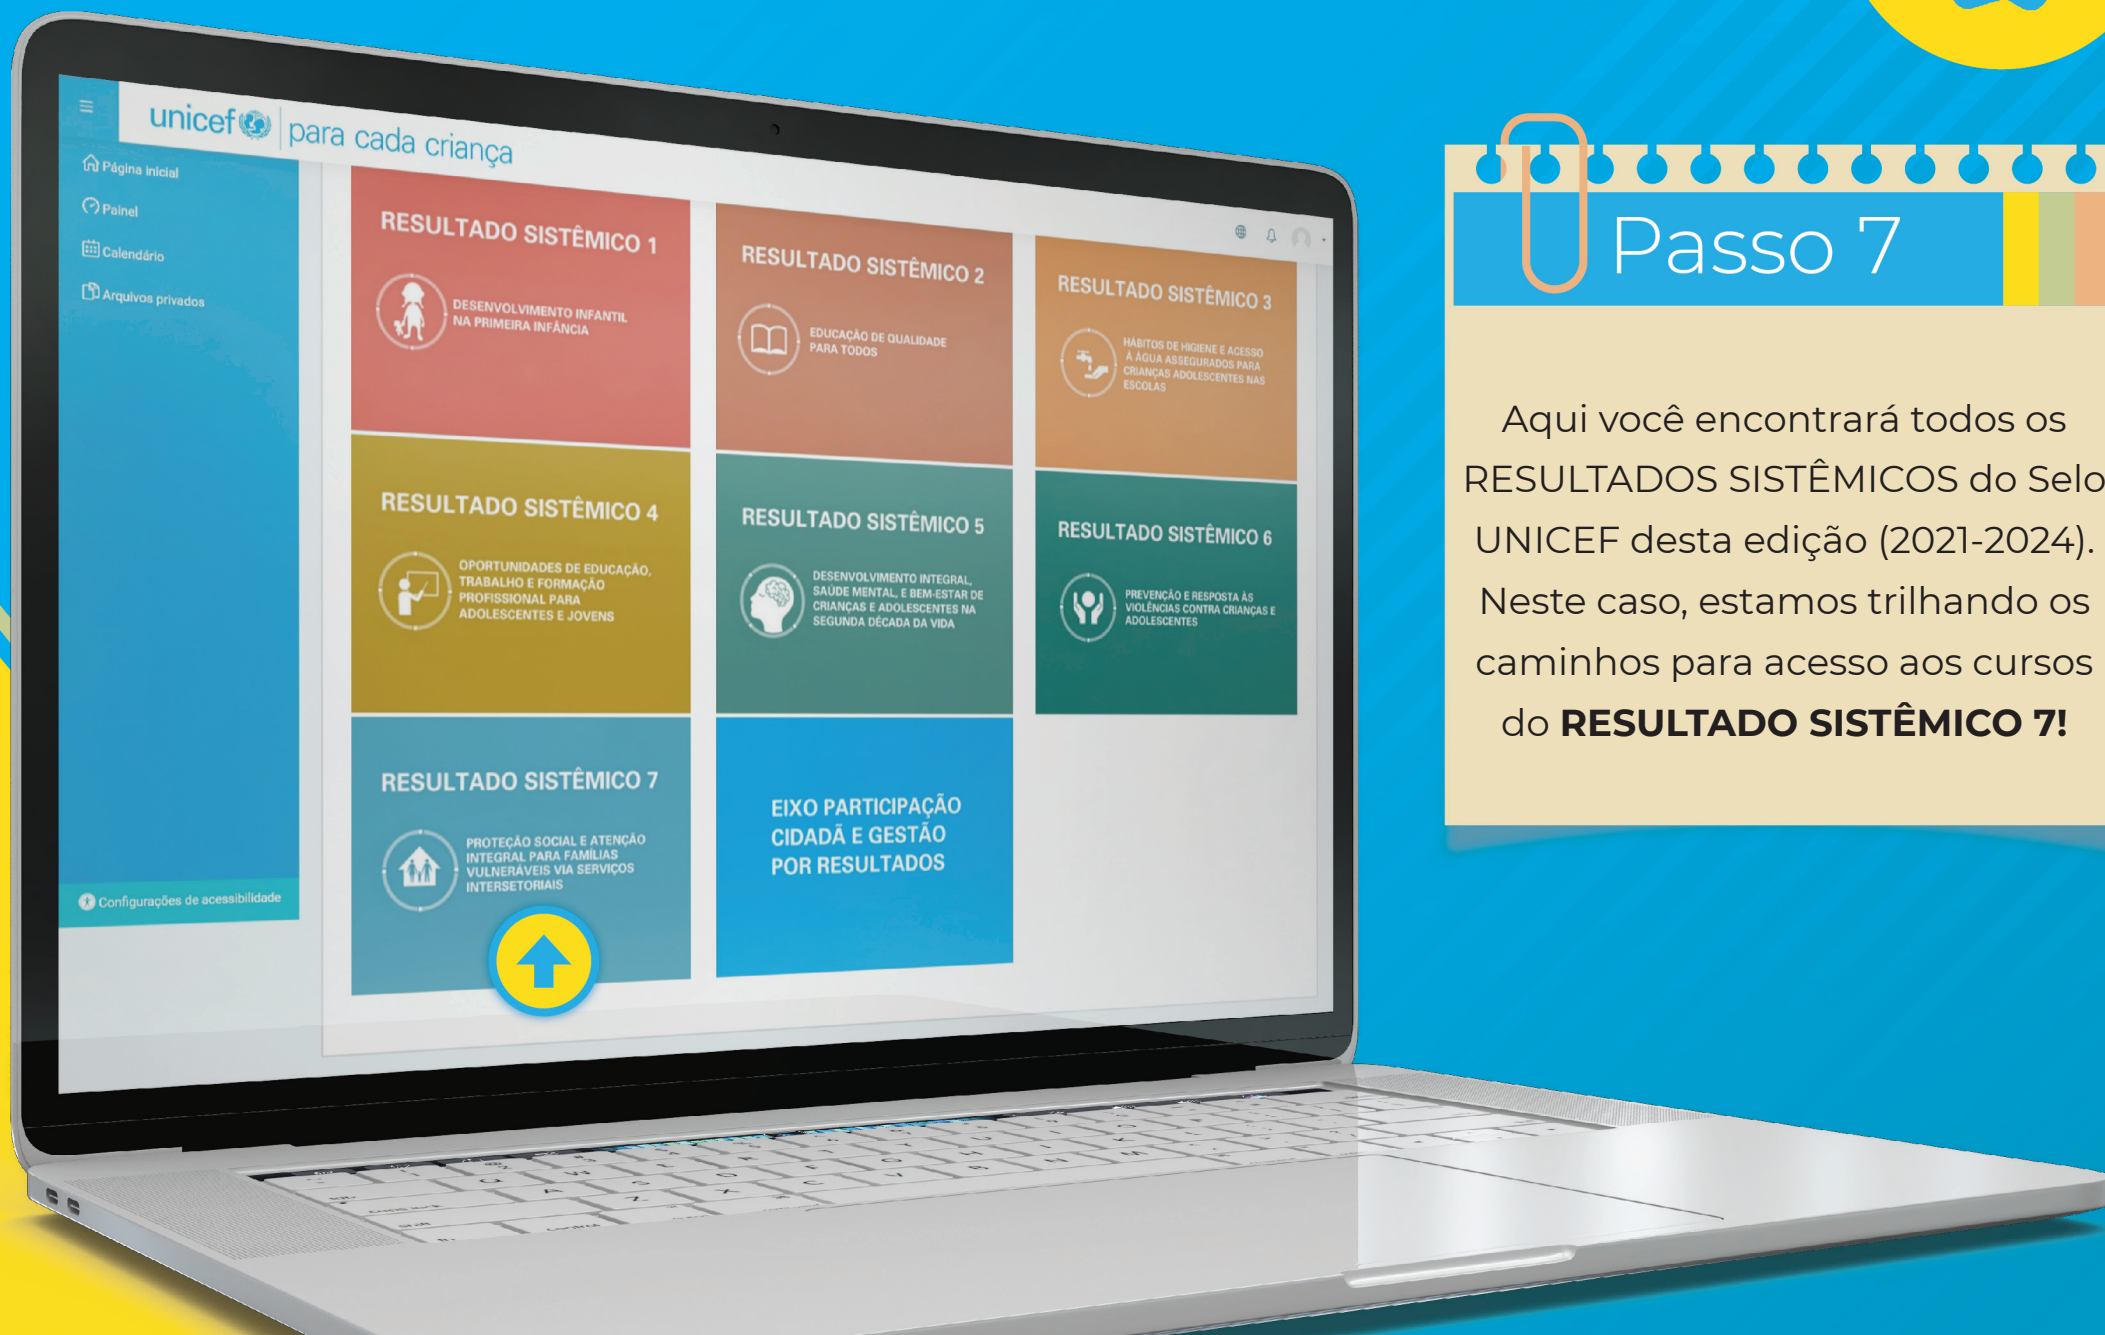 unicef para cada criança
Página inicial
Painel
Calendário
Arquivos privados
Configurações de acessibilidade
RESULTADO SISTÊMICO 1
DESENVOLVIMENTO INFANTIL
NA PRIMEIRA INFÂNCIA
RESULTADO SISTÊMICO 2
EDUCAÇÃO DE QUALIDADE
PARA TODOS
RESULTADO SISTÊMICO 3
HÁBITOS DE HIGIENE E ACESSO
À ÁGUA ASSEGURADOS PARA
CRIANÇAS ADOLESCENTES NAS
ESCOLAS
RESULTADO SISTÊMICO 4
OPORTUNIDADES DE EDUCAÇÃO,
TRABALHO E FORMAÇÃO
PROFISSIONAL PARA
ADOLESCENTES E JOVENS
RESULTADO SISTÊMICO 5
DESENVOLVIMENTO INTEGRAL,
SAÚDE MENTAL, E BEM-ESTAR DE
CRIANÇAS E ADOLESCENTES NA
SEGUNDA DÉCADA DA VIDA
RESULTADO SISTÊMICO 6
PREVENÇÃO E RESPOSTA ÀS
VIOLÊNCIAS CONTRA CRIANÇAS E
ADOLESCENTES
RESULTADO SISTÊMICO 7
PROTEÇÃO SOCIAL E ATENÇÃO
INTEGRAL PARA FAMÍLIAS
VULNERÁVEIS VIA SERVIÇOS
INTERSETORIAIS
EIXO PARTICIPAÇÃO
CIDADÃ E GESTÃO
POR RESULTADOS
Passo 7
Aqui você encontrará todos os
RESULTADOS SISTÊMICOS do Selo
UNICEF desta edição (2021-2024).
Neste caso, estamos trilhando os
caminhos para acesso aos cursos
do RESULTADO SISTÊMICO 7!